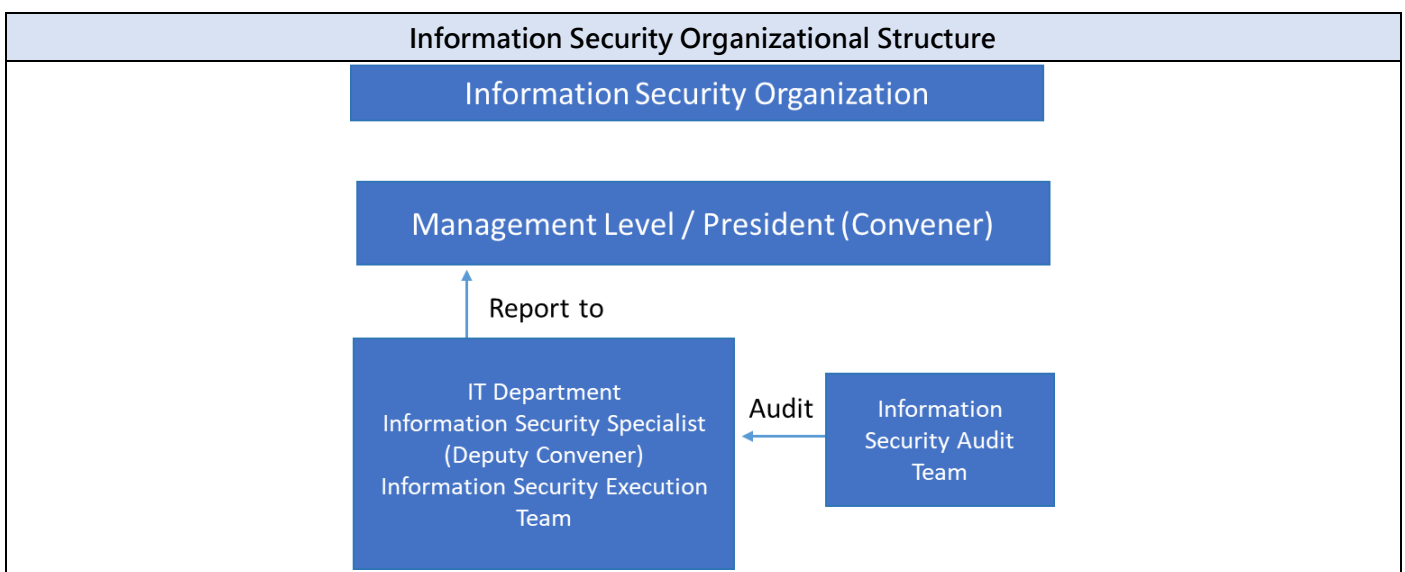 Information Security Organizational Structure
Information Security Organization
Management Level / President (Convener)
Report to
IT Department
Information Security Specialist
(Deputy Convener)
Information Security Execution
Team
Audit
Information
Security Audit
Team